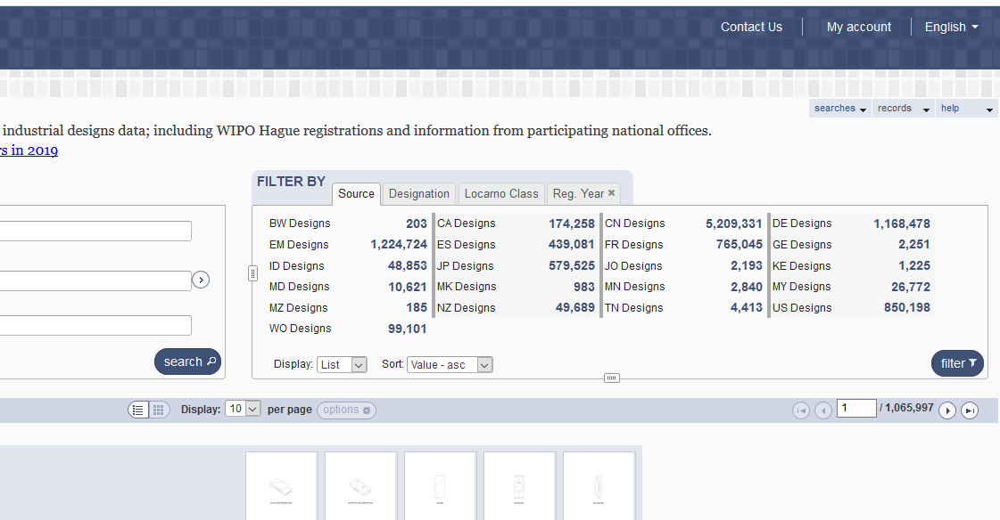 Contact Us My account English
searches records help
industrial designs data; including WIPO Hague registrations and information from participating national offices.
rs in 2019
FILTER BY Source Designation Locarno Class Reg. Year ×
BW Designs 203 CA Designs 174,258 CN Designs 5,209,331 DE Designs 1,168,478
EM Designs 1,224,724 ES Designs 439,081 FR Designs 765,045 GE Designs 2,251
ID Designs 48,853 JP Designs 579,525 JO Designs 2,193 KE Designs 1,225
MD Designs 10,621 MK Designs 983 MN Designs 2,840 MY Designs 26,772
MZ Designs 185 NZ Designs 49,689 TN Designs 4,413 US Designs 850,198
WO Designs 99,101
search
Display: List Sort: Value - asc filter
Display: 10 per page options 1 / 1,065,997